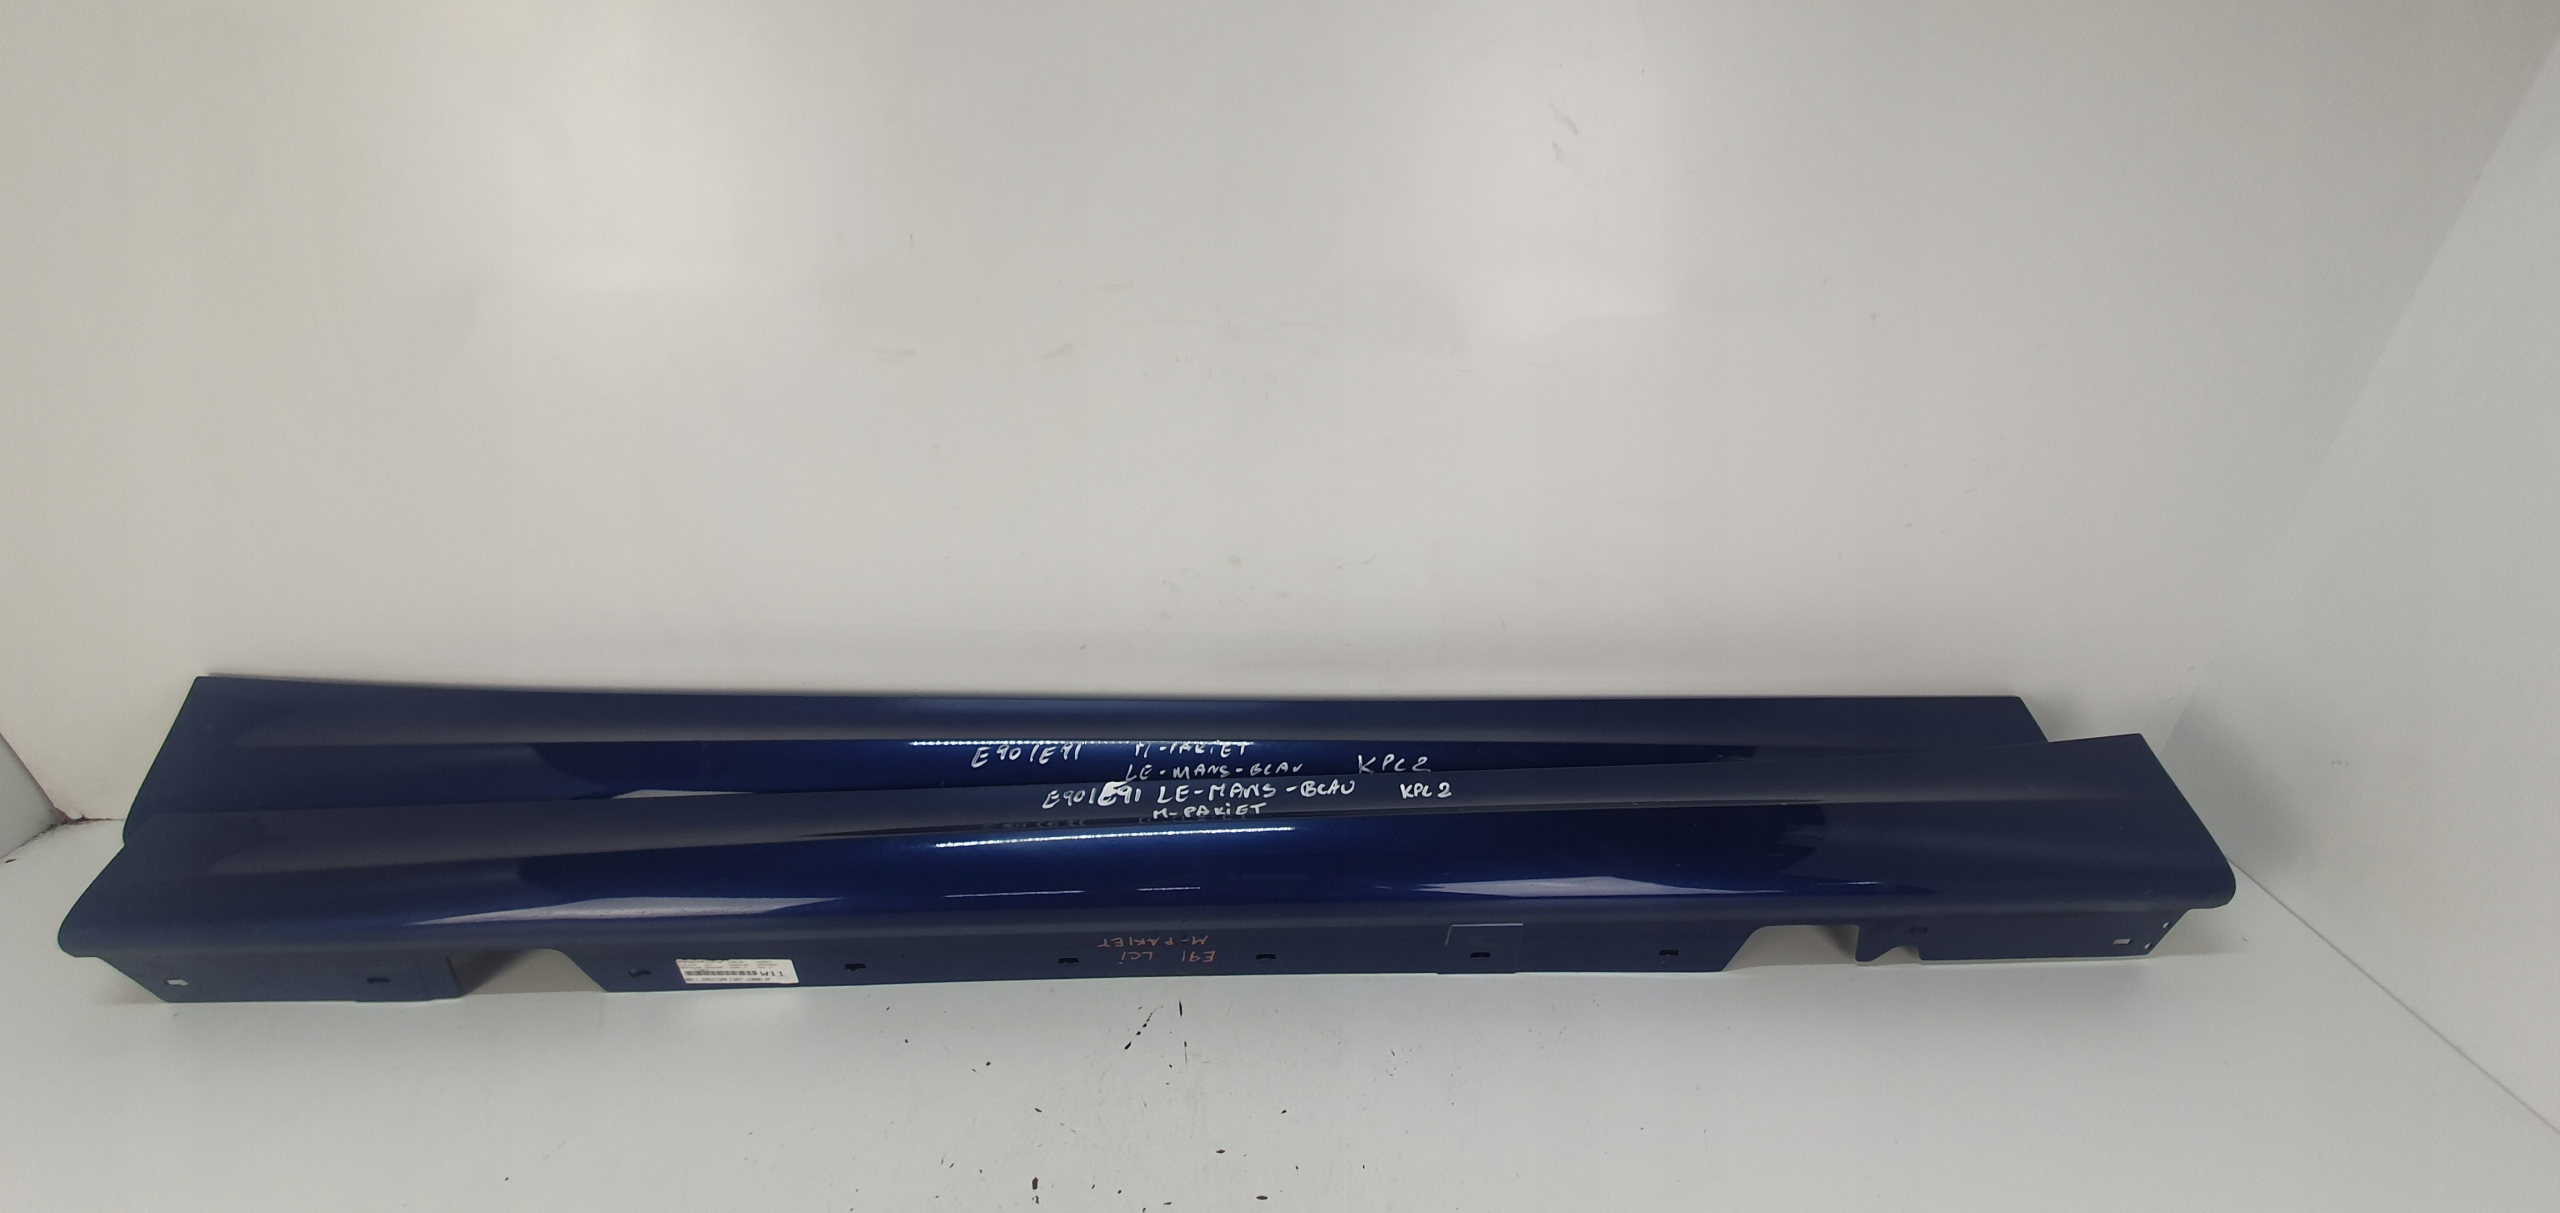 E90/E91 M-PAKIET
LE-MANS-BLAU KPL2
E90/E91 LE-MANS-BLAU KPL2
M-PAKIET
E91 LCi
M-PAKIET